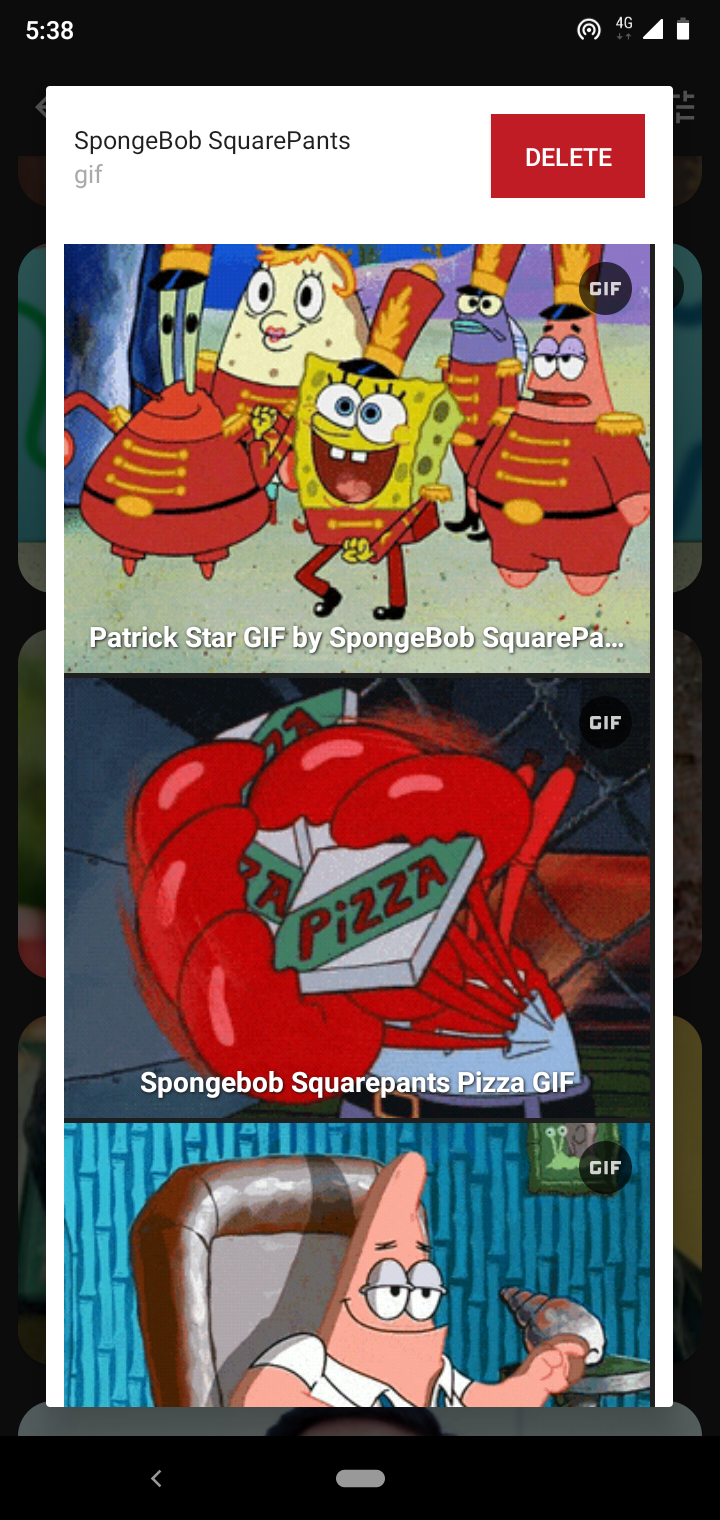 5:38
4G
SpongeBob SquarePants
gif
DELETE
GIF
Patrick Star GIF by SpongeBob SquarePa...
GIF
PiZZA
ZA
Spongebob Squarepants Pizza GIF
GIF